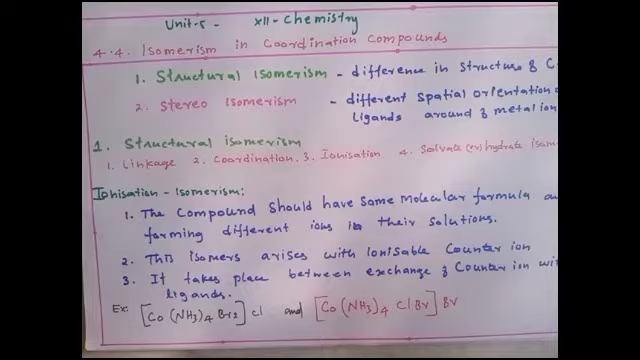 Unit-5 - XII - Chemistry
4.4. Isomerism in Coordination Compounds
1. Structural Isomerism - difference in structure & C
2. Stereo Isomerism - different spatial orientation o
Ligands around & metal ion
1. Structural isomerism
1. Linkage 2. Coordination. 3. Ionisation 4. Solvate (or) hydrate isom
Ionisation - Isomerism:
1. The Compound should have same molecular formula
forming different ions in their solutions.
2. This isomers arises with Ionisable Counter ion
3. It takes place between exchange & Counter ion wit
ligands.
Ex: [Co(NH3)4 Br2] Cl and [Co(NH3)4 Cl Br] Br